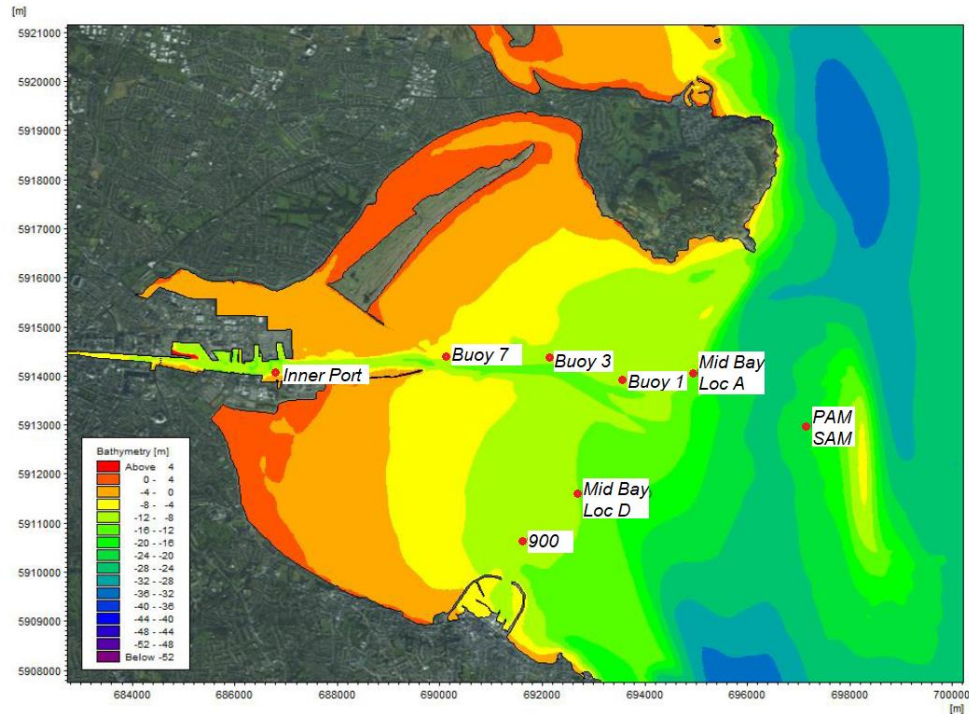 [m]
5921000
5920000
5919000
5918000
5917000
5916000
5915000
5914000
5913000
5912000
5911000
5910000
5909000
5908000
Buoy 7
Buoy 3
Mid Bay
Loc A
Inner Port
Buoy 1
PAM
SAM
Mid Bay
Loc D
900
Bathymetry [m]
Above 4
0 - 4
-4 - 0
-8 - -4
-12 - -8
-16 - -12
-20 - -16
-24 - -20
-28 - -24
-32 - -28
-36 - -32
-40 - -36
-44 - -40
-48 - -44
-52 - -48
Below -52
684000 686000 688000 690000 692000 694000 696000 698000 700000
[m]